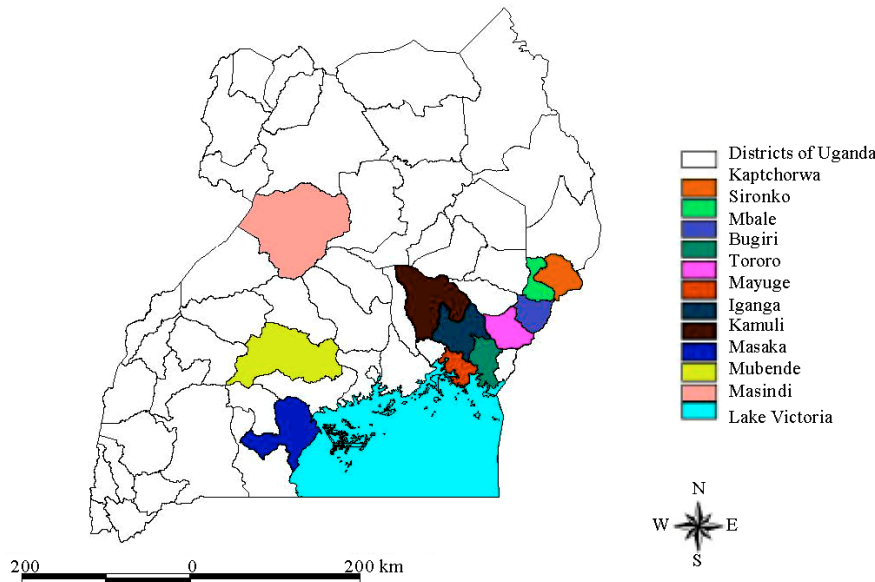 Districts of Uganda
Kaptchorwa
Sironko
Mbale
Bugiri
Tororo
Mayuge
Iganga
Kamuli
Masaka
Mubende
Masindi
Lake Victoria
N
W E
S
200 0 200 km